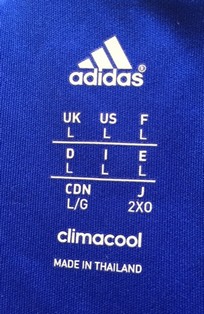 adidas®
UK US F
L L L
D I E
L L L
CDN J
L/G 2XO
climacool
MADE IN THAILAND